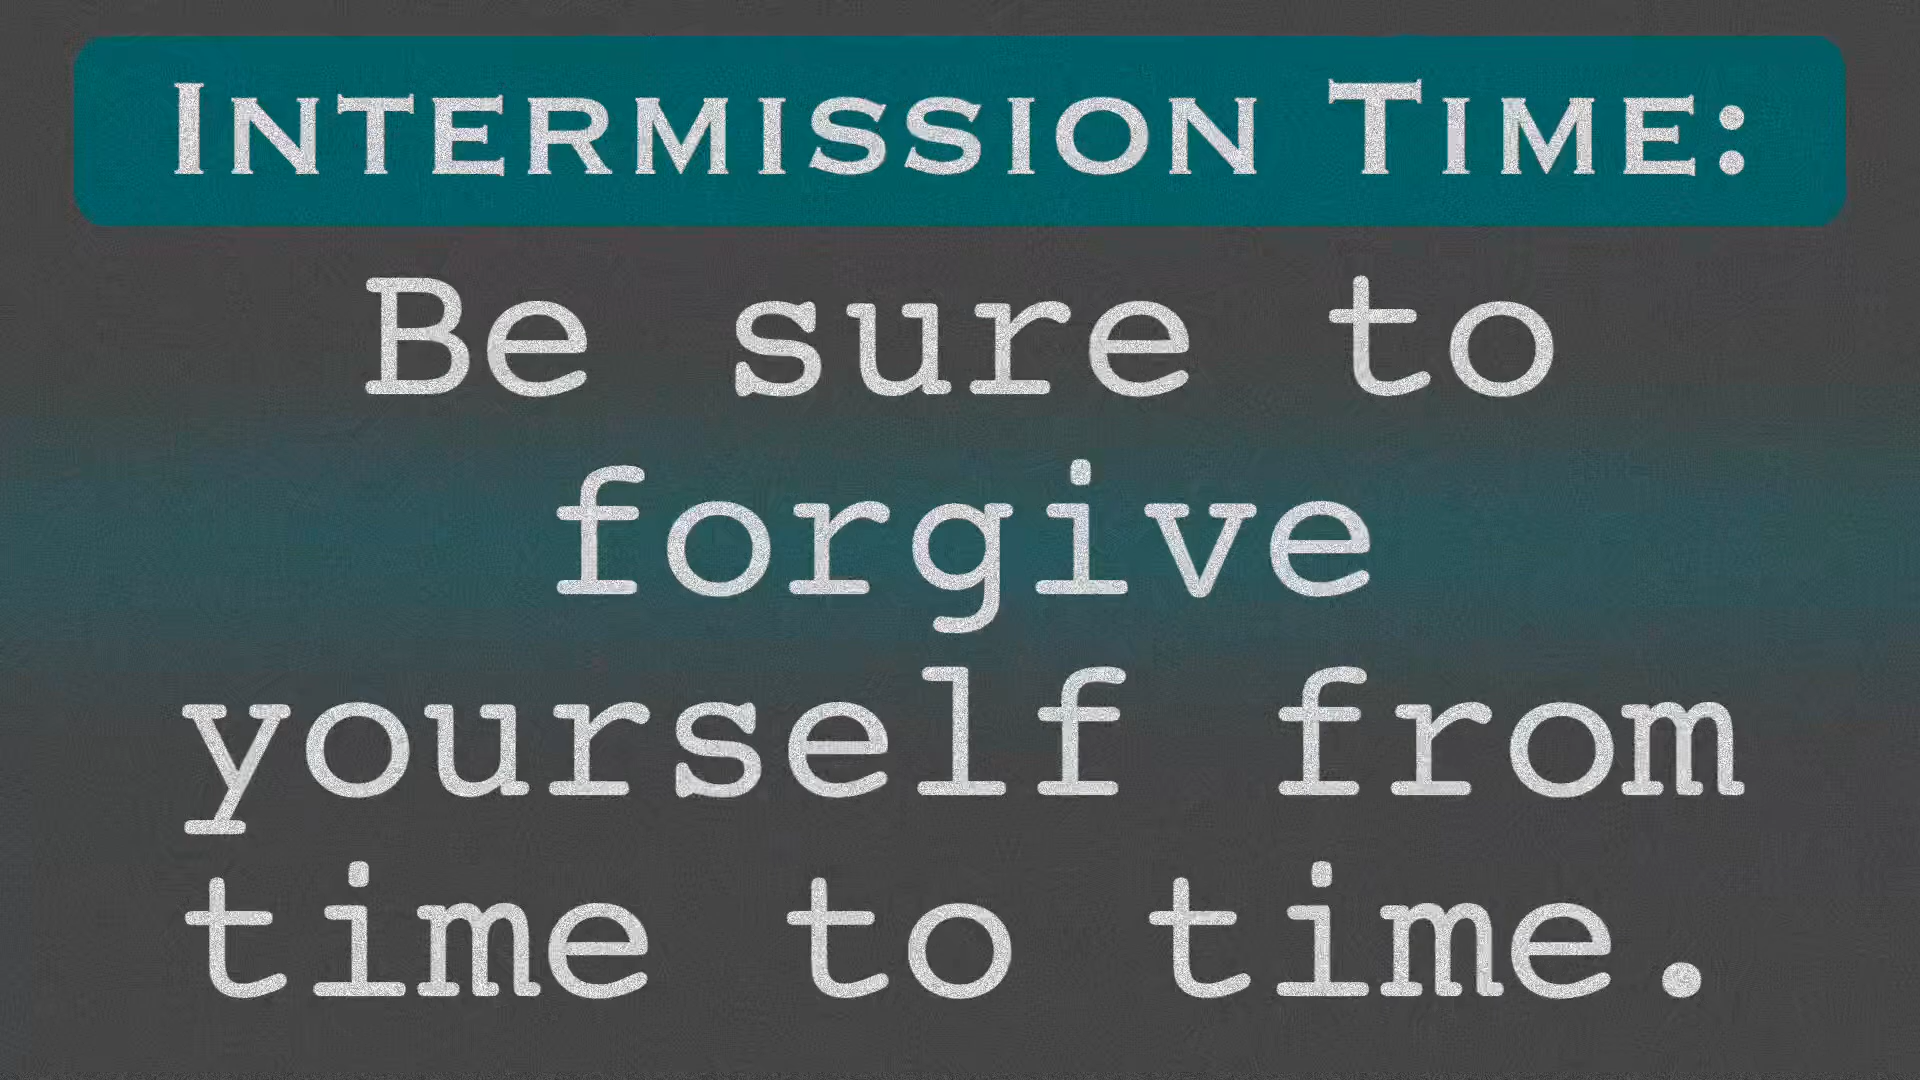 Intermission Time:
Be sure to
forgive
yourself from
time to time.